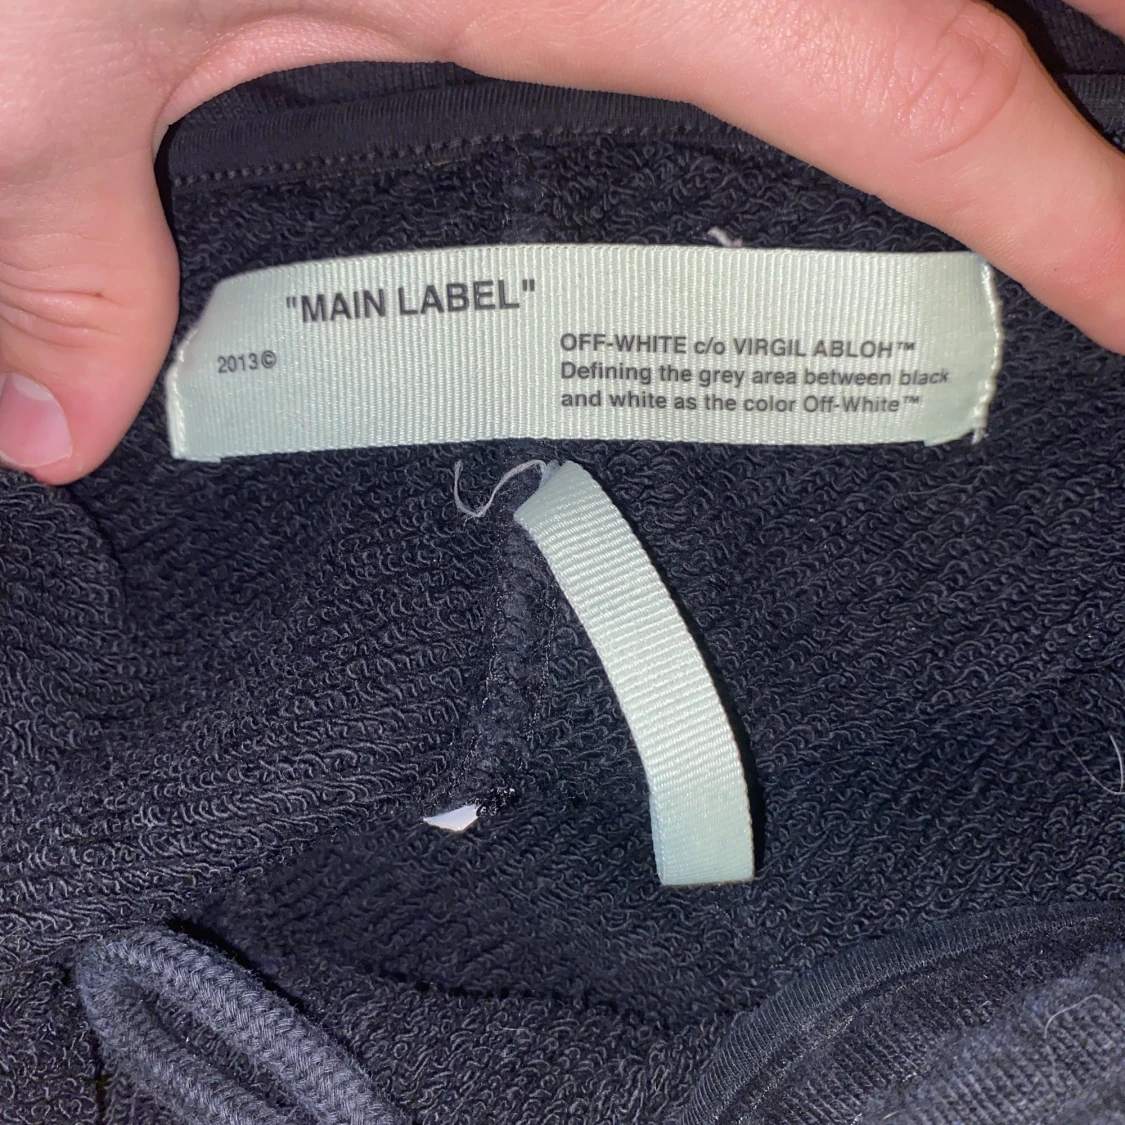 "MAIN LABEL"
2013©
OFF-WHITE c/o VIRGIL ABLOH™
Defining the grey area between black
and white as the color Off-White™